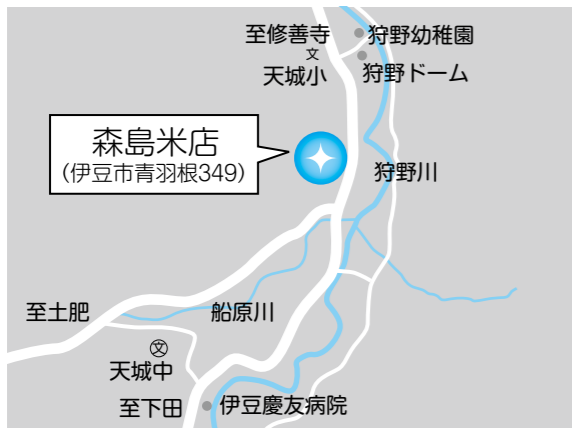 至修善寺
狩野幼稚園
文
天城小
狩野ドーム
森島米店
(伊豆市青羽根349)
狩野川
至土肥
船原川
文
天城中
至下田
伊豆慶友病院